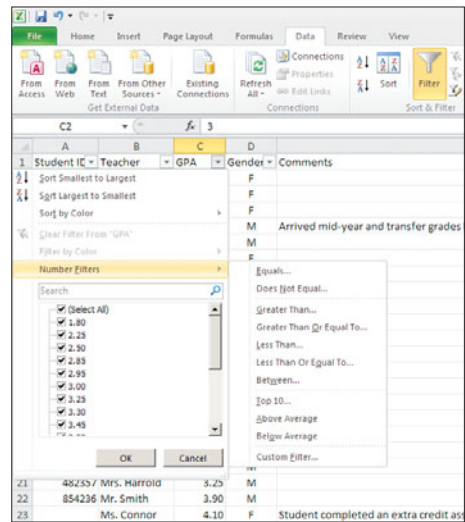 File Home Insert Page Layout Formulas Data Review View
From Access From Web From Text From Other Sources Existing Connections Refresh All Connections Properties Edit Links Sort Filter
Get External Data Connections Sort & Filter
C2 fx 3
A B C D
1 Student ID Teacher GPA Gender Comments
Sort Smallest to Largest F
Sort Largest to Smallest F
Sort by Color F
M Arrived mid-year and transfer grades
Clear Filter From "GPA" M
Filter by Color F
Number Filters
Equals...
Search
Does Not Equal...
(Select All)
Greater Than...
1.80
2.25
Greater Than Or Equal To...
2.50
Less Than...
2.85
Less Than Or Equal To...
2.95
Between...
3.00
3.25
Top 10...
3.30
Above Average
3.45
Below Average
OK Cancel
Custom Filter...
M
21 482357 Mrs. Harrold 3.25 M
22 854236 Mr. Smith 3.90 M
23 Ms. Connor 4.10 F Student completed an extra credit ass